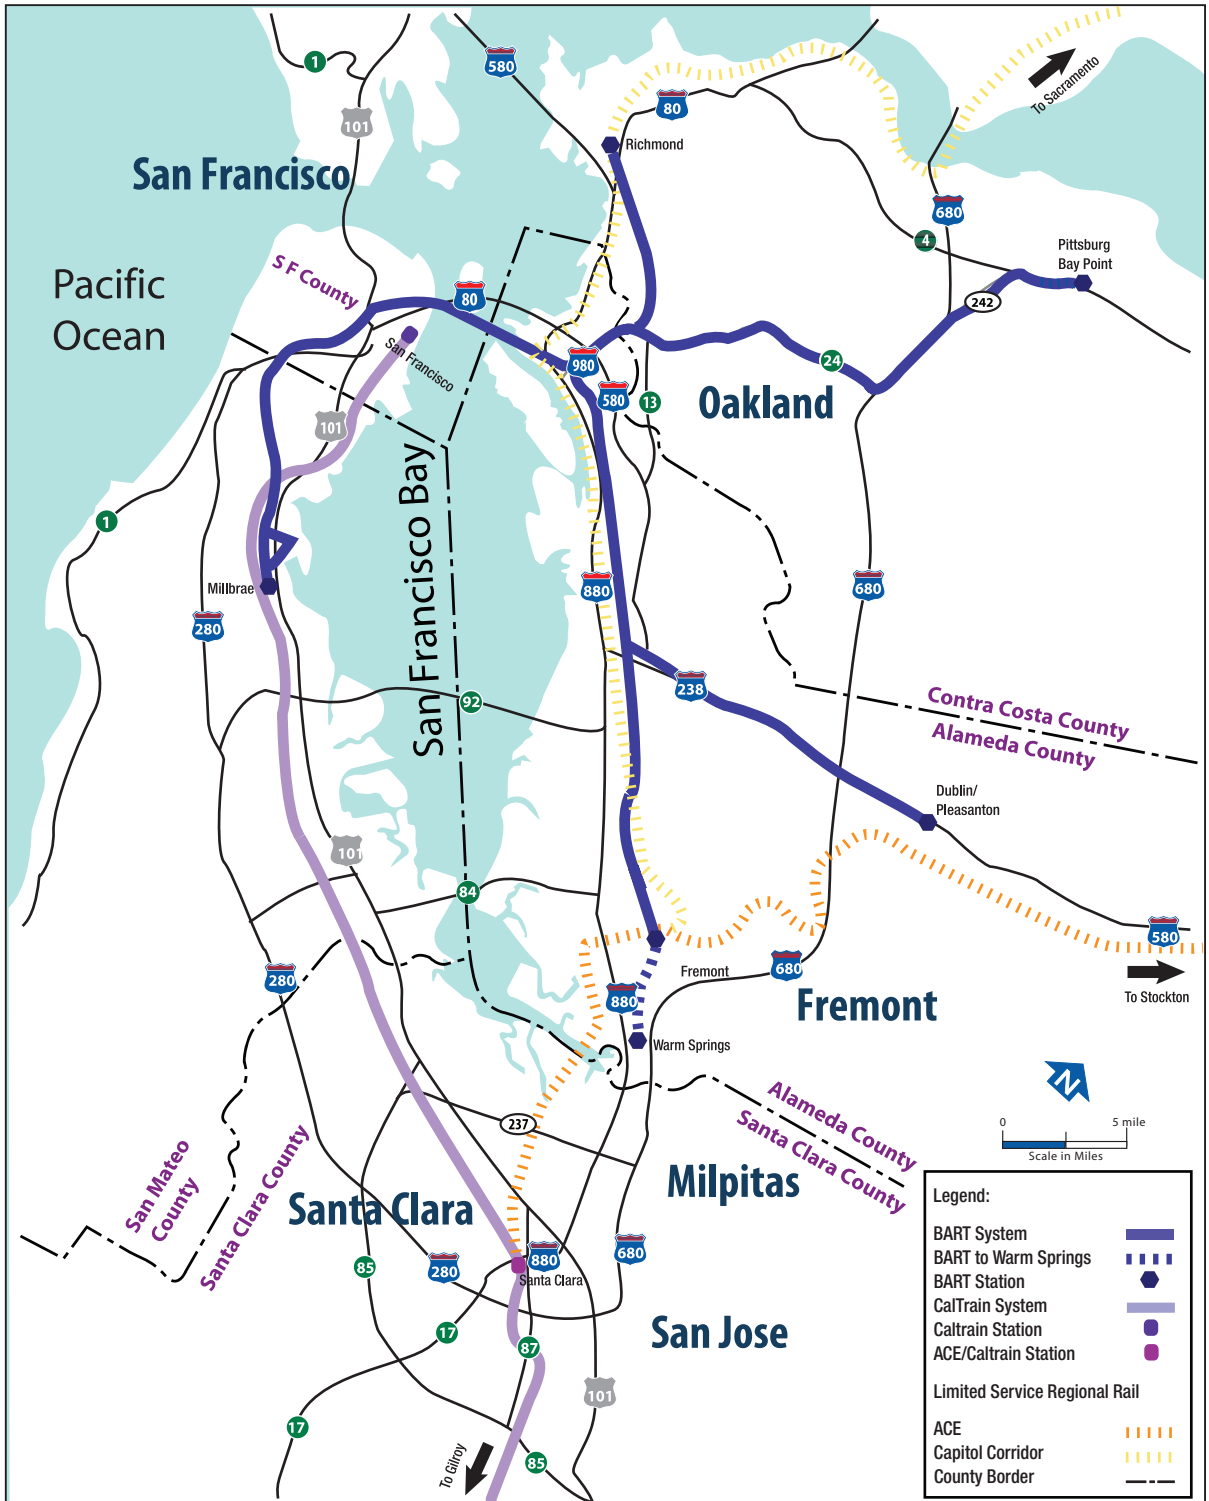 1
580
101
80
To Sacramento
Richmond
San Francisco
680
4
Pittsburg
Bay Point
S F County
Pacific
Ocean
80
242
San Francisco
980
24
580
13
Oakland
101
San Francisco Bay
1
Millbrae
880
680
280
238
92
Contra Costa County
Alameda County
Dublin/
Pleasanton
101
84
580
Fremont
680
280
880
To Stockton
Fremont
Warm Springs
N
Alameda County
Santa Clara County
0
5 mile
Scale in Miles
237
San Mateo
County
Santa Clara County
Milpitas
Santa Clara
680
880
85
280
Santa Clara
17
87
San Jose
101
17
85
To Gilroy
Legend:
BART System
BART to Warm Springs
BART Station
CalTrain System
Caltrain Station
ACE/Caltrain Station
Limited Service Regional Rail
ACE
Capitol Corridor
County Border